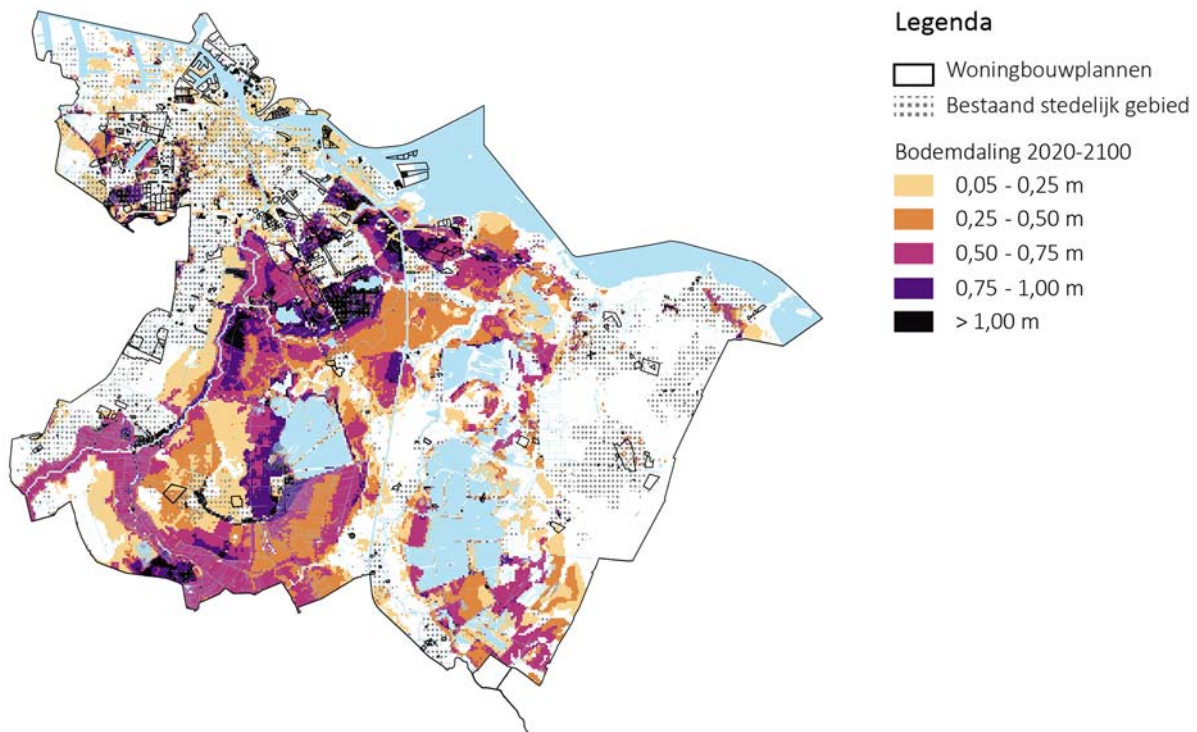 Legenda
Woningbouwplannen
Bestaand stedelijk gebied
Bodemdaling 2020-2100
0,05 - 0,25 m
0,25 - 0,50 m
0,50 - 0,75 m
0,75 - 1,00 m
> 1,00 m